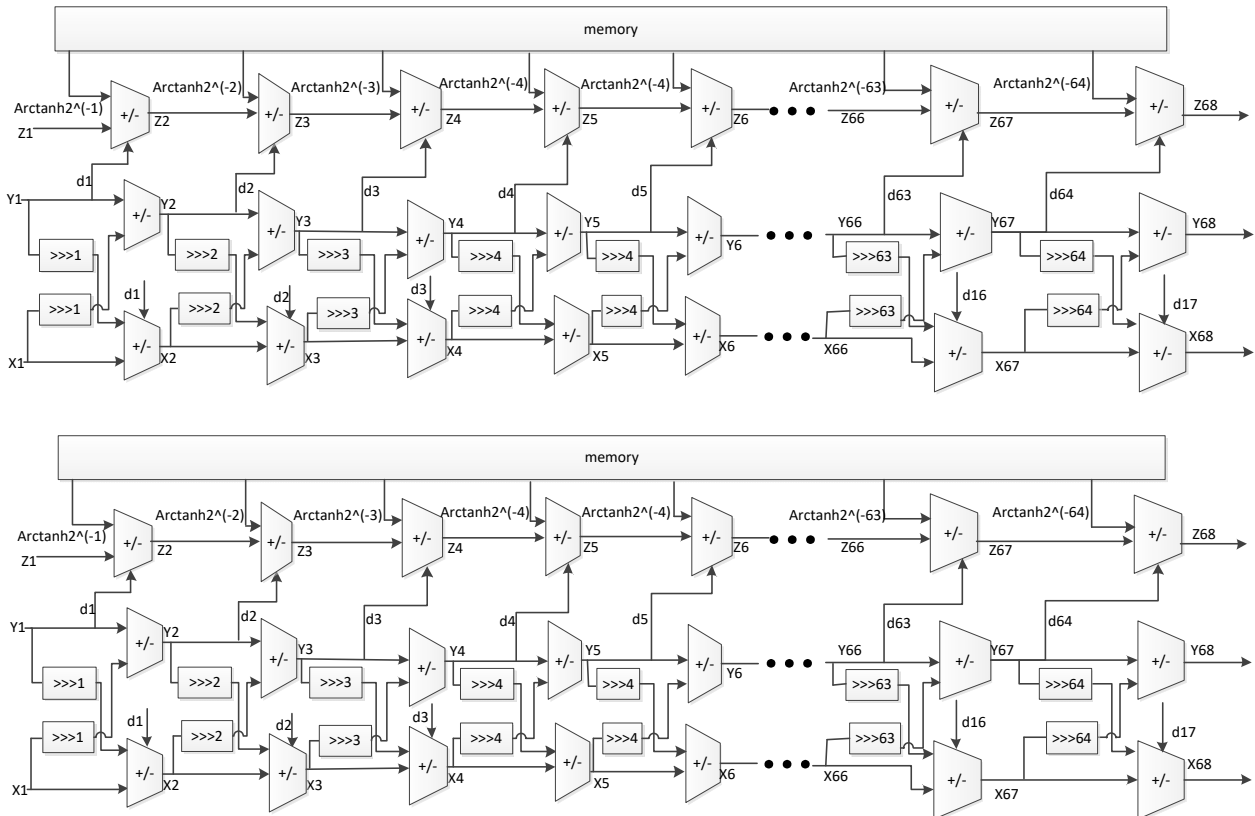 memory
Arctanh2^(-1)
Arctanh2^(-2)
Arctanh2^(-3)
Arctanh2^(-4)
Arctanh2^(-4)
Arctanh2^(-63)
Arctanh2^(-64)
Z1
+/-
Z2
+/-
Z3
+/-
Z4
+/-
Z5
+/-
Z6
Z66
+/-
Z67
+/-
Z68
d1
d2
d3
d4
d5
d63
d64
Y1
+/-
Y2
+/-
Y3
+/-
Y4
+/-
Y5
+/-
Y6
Y66
+/-
Y67
+/-
Y68
>>>1
>>>2
>>>3
>>>4
>>>4
>>>63
>>>64
d1
d2
d3
d16
d17
>>>1
>>>2
>>>3
>>>4
>>>4
>>>63
>>>64
X1
+/-
X2
+/-
X3
+/-
X4
+/-
X5
+/-
X6
X66
+/-
X67
+/-
X68
memory
Arctanh2^(-1)
Arctanh2^(-2)
Arctanh2^(-3)
Arctanh2^(-4)
Arctanh2^(-4)
Arctanh2^(-63)
Arctanh2^(-64)
Z1
+/-
Z2
+/-
Z3
+/-
Z4
+/-
Z5
+/-
Z6
Z66
+/-
Z67
+/-
Z68
d1
d2
d3
d4
d5
d63
d64
Y1
+/-
Y2
+/-
Y3
+/-
Y4
+/-
Y5
+/-
Y6
Y66
+/-
Y67
+/-
Y68
>>>1
>>>2
>>>3
>>>4
>>>4
>>>63
>>>64
d1
d2
d3
d16
d17
>>>1
>>>2
>>>3
>>>4
>>>4
>>>63
>>>64
X1
+/-
X2
+/-
X3
+/-
X4
+/-
X5
+/-
X6
X66
+/-
X67
+/-
X68